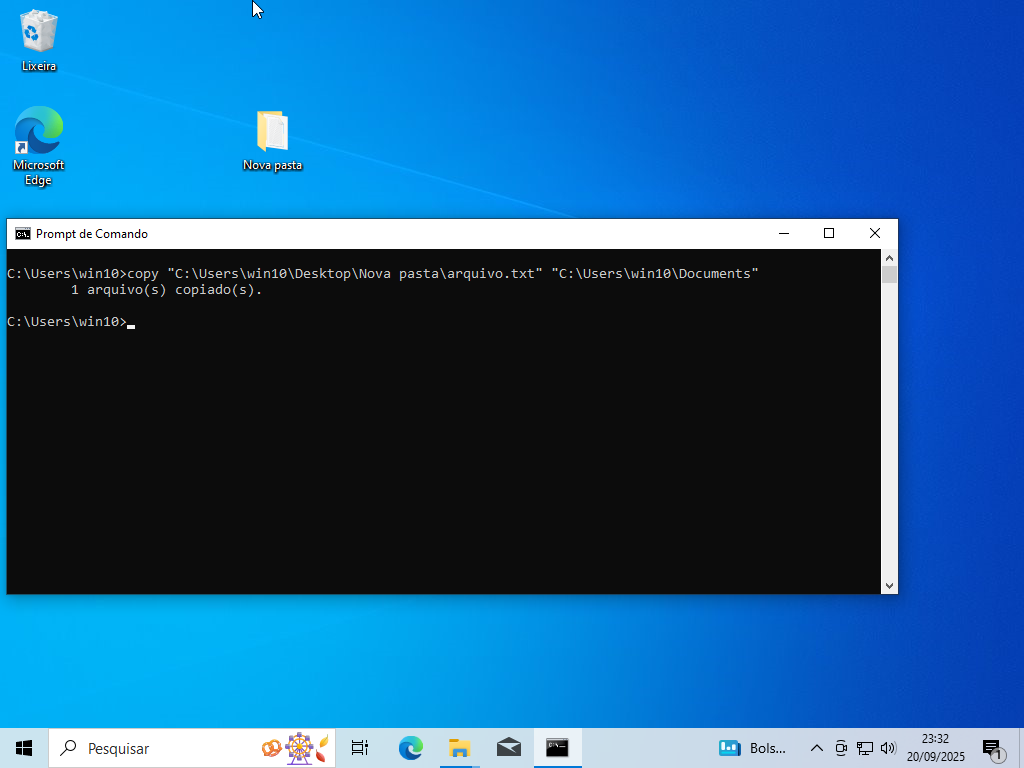 Lixeira
Microsoft
Edge
Nova pasta
Prompt de Comando
C:\Users\win10>copy "C:\Users\win10\Desktop\Nova pasta\arquivo.txt" "C:\Users\win10\Documents"
1 arquivo(s) copiado(s).
C:\Users\win10>
Pesquisar
Bols...
23:32
20/09/2025
1